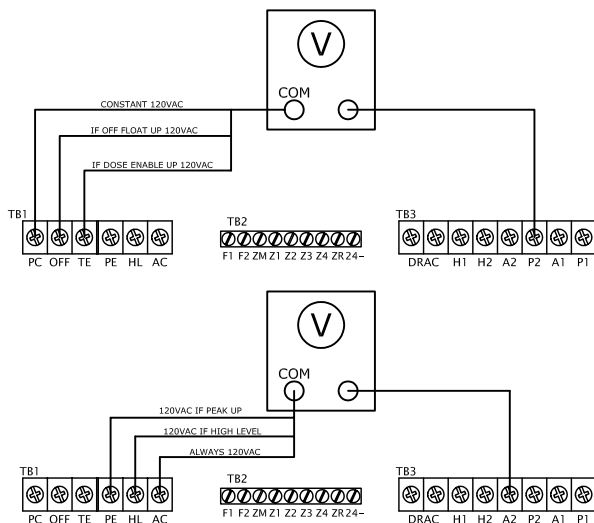 V
COM
CONSTANT 120VAC
IF OFF FLOAT UP 120VAC
IF DOSE ENABLE UP 120VAC
TB1
TB2
TB3
PC OFF TE PE HL AC
F1 F2 ZM Z1 Z2 Z3 Z4 ZR 24-
DRAC H1 H2 A2 P2 A1 P1
V
COM
120VAC IF PEAK UP
120VAC IF HIGH LEVEL
ALWAYS 120VAC
TB1
TB2
TB3
PC OFF TE PE HL AC
F1 F2 ZM Z1 Z2 Z3 Z4 ZR 24-
DRAC H1 H2 A2 P2 A1 P1